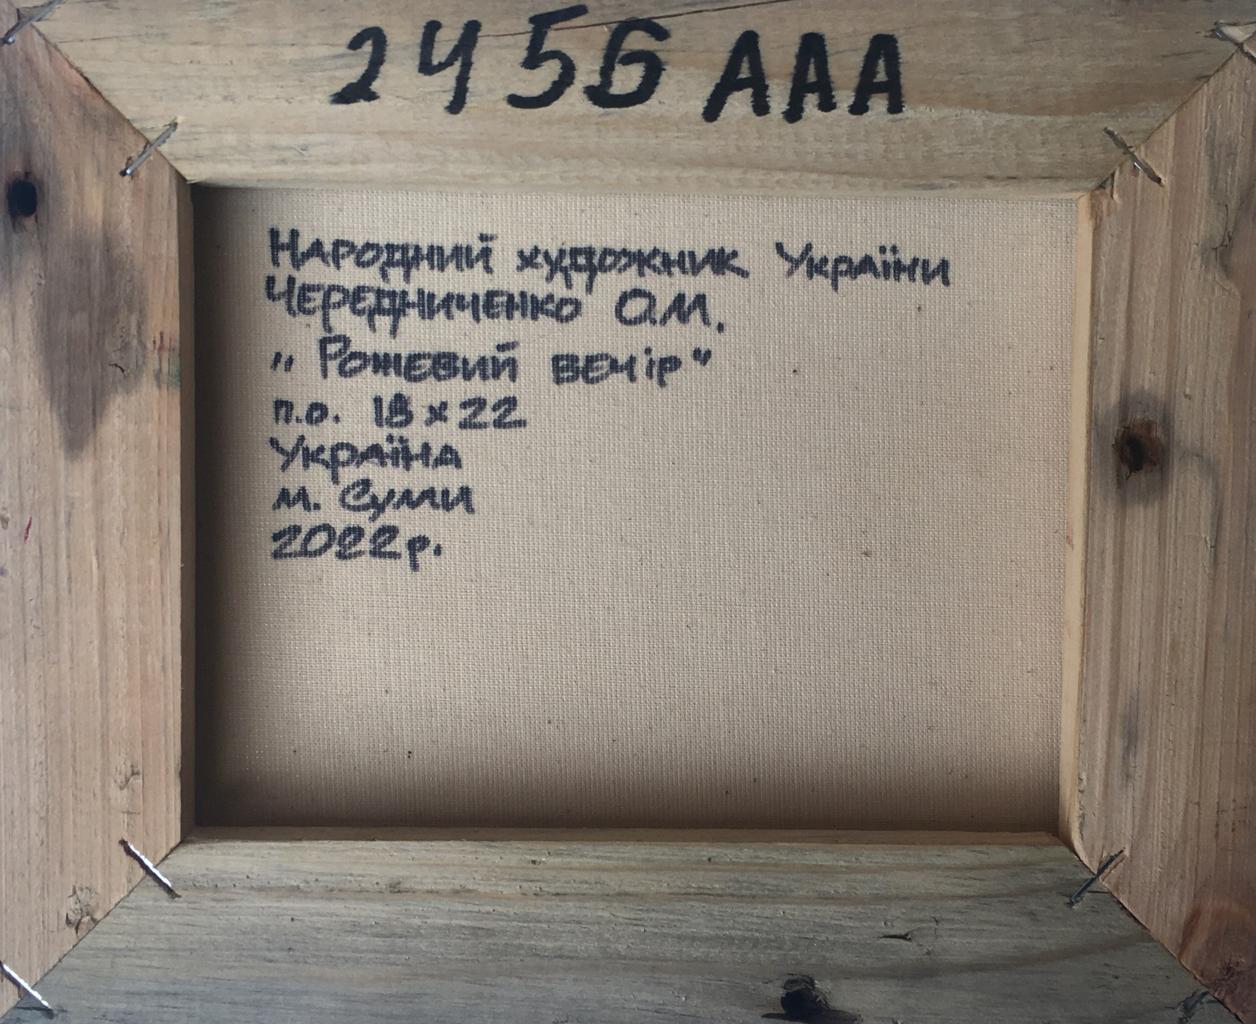 2456 AAA
Народний художник України
Чередниченко О.М.
„ Рожевий вечір"
п.о. 18 x 22
Україна
м. Суми
2022р.